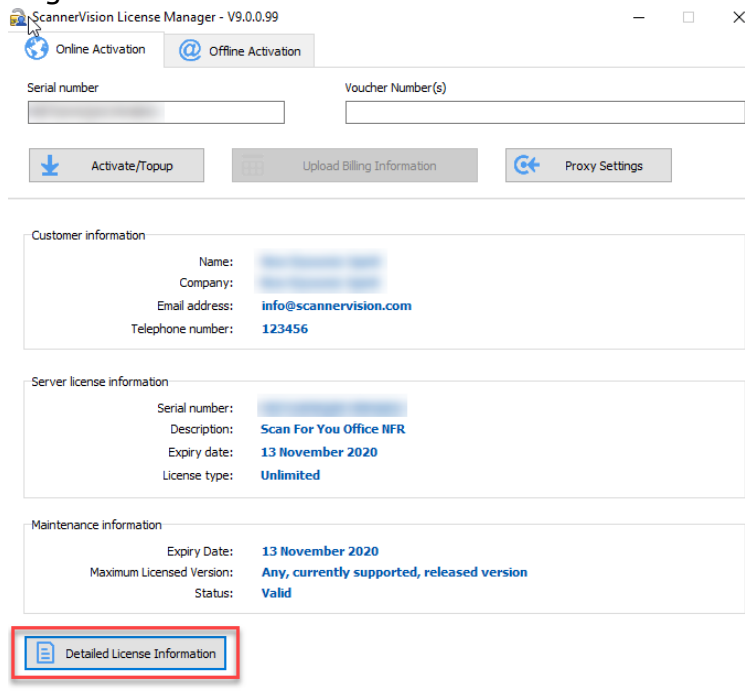 ScannerVision License Manager - V9.0.0.99
Online Activation
Offline Activation
Serial number
Voucher Number(s)
Activate/Topup
Upload Billing Information
Proxy Settings
Customer information
Name:
Company:
Email address: info@scannervision.com
Telephone number: 123456
Server license information
Serial number:
Description: Scan For You Office NFR
Expiry date: 13 November 2020
License type: Unlimited
Maintenance information
Expiry Date: 13 November 2020
Maximum Licensed Version: Any, currently supported, released version
Status: Valid
Detailed License Information